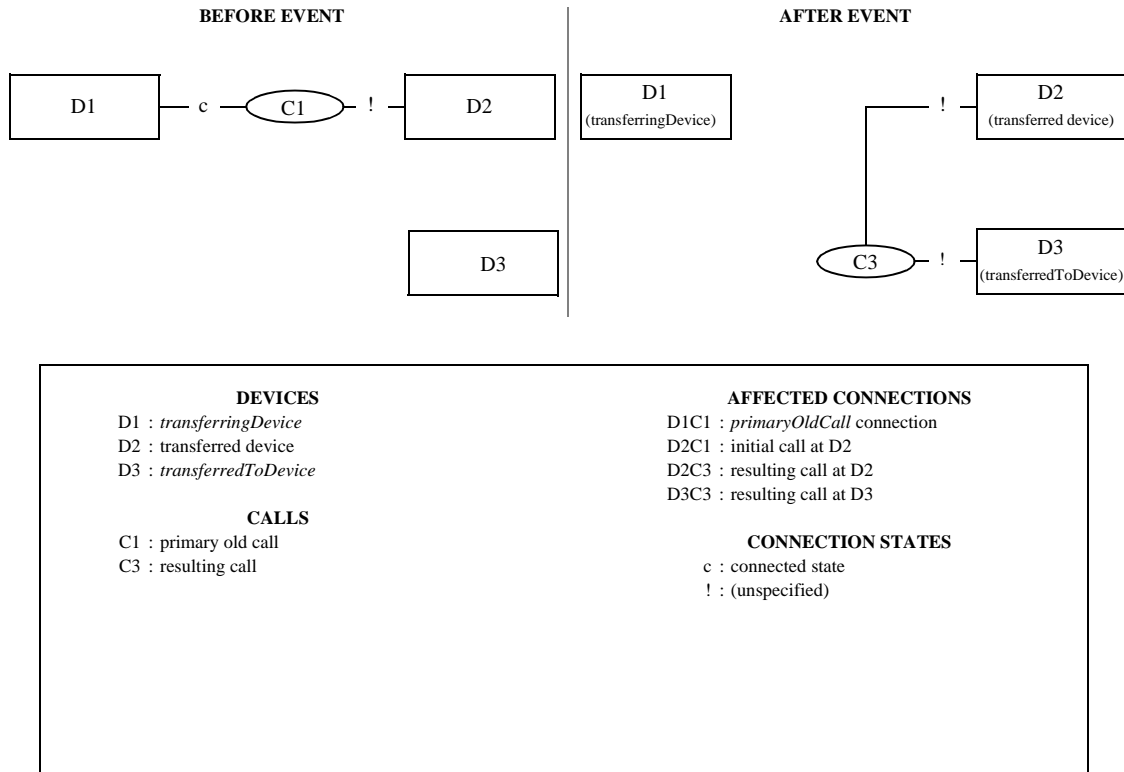 BEFORE EVENT
AFTER EVENT
D1 c C1 ! D2
D3
D1
(transferringDevice)
! D2
(transferred device)
C3 ! D3
(transferredToDevice)
DEVICES
D1 : transferringDevice
D2 : transferred device
D3 : transferredToDevice
CALLS
C1 : primary old call
C3 : resulting call
AFFECTED CONNECTIONS
D1C1 : primaryOldCall connection
D2C1 : initial call at D2
D2C3 : resulting call at D2
D3C3 : resulting call at D3
CONNECTION STATES
c : connected state
! : (unspecified)